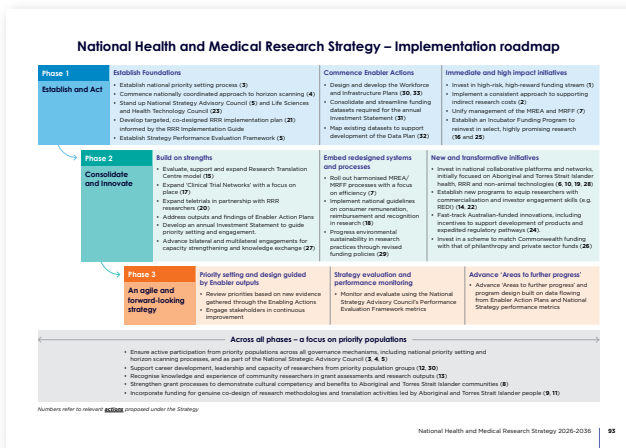 National Health and Medical Research Strategy – Implementation roadmap
Phase 1
Establish and Act
Establish Foundations
• Establish national priority setting process (3)
• Commence nationally coordinated approach to horizon scanning (4)
• Stand up National Strategy Advisory Council (5) and Life Sciences
and Health Technology Council (23)
• Develop targeted, co-designed RRR implementation plan (21)
informed by the RRR Implementation Guide
• Establish Strategy Performance Evaluation Framework (5)
Commence Enabler Actions
• Design and develop the Workforce
and Infrastructure Plans (30, 33)
• Consolidate and streamline funding
datasets required for the annual
Investment Statement (31)
• Map existing datasets to support
development of the Data Plan (32)
Immediate and high impact initiatives
• Invest in high-risk, high-reward funding stream (1)
• Implement a consistent approach to supporting
indirect research costs (2)
• Unify management of the MREA and MRFF (7)
• Establish an Incubator Funding Program to
reinvest in select, highly promising research
(16 and 25)
Phase 2
Consolidate
and Innovate
Build on strengths
• Evaluate, support and expand Research Translation
Centre model (15)
• Expand ‘Clinical Trial Networks’ with a focus on
place (17)
• Expand teletrials in partnership with RRR
researchers (20)
• Address outputs and findings of Enabler Action Plans
• Develop an annual Investment Statement to guide
priority setting and engagement.
• Advance bilateral and multilateral engagements for
capacity strengthening and knowledge exchange (27)
Embed redesigned systems
and processes
• Roll out harmonised MREA/
MRFF processes with a focus
on efficiency (7)
• Implement national guidelines
on consumer remuneration,
reimbursement and recognition
in research (18)
• Progress environmental
sustainability in research
practices through revised
funding policies (29)
New and transformative initiatives
• Invest in national collaborative platforms and networks,
initially focused on Aboriginal and Torres Strait Islander
health, RRR and non-animal technologies (6, 10, 19, 28)
• Establish new programs to equip researchers with
commercialisation and investor engagement skills (e.g.
REDI) (14, 22)
• Fast-track Australian-funded innovations, including
incentives to support development of products and
expedited regulatory pathways (24).
• Invest in a scheme to match Commonwealth funding
with that of philanthropy and private sector funds (26)
Phase 3
An agile and
forward-looking
strategy
Priority setting and design guided
by Enabler outputs
• Review priorities based on new evidence
gathered through the Enabling Actions
• Engage stakeholders in continuous
improvement
Strategy evaluation and
performance monitoring
• Monitor and evaluate using the National
Strategy Advisory Council’s Performance
Evaluation Framework metrics
Advance ‘Areas to further progress’
• Advance ‘Areas to further progress’ and
program design built on data flowing
from Enabler Action Plans and National
Strategy performance metrics
Across all phases – a focus on priority populations
• Ensure active participation from priority populations across all governance mechanisms, including national priority setting and
horizon scanning processes, and as part of the National Strategic Advisory Council (3, 4, 5)
• Support career development, leadership and capacity of researchers from priority population groups (12, 30)
• Recognise knowledge and experience of community researchers in grant assessments and research outputs (13)
• Strengthen grant processes to demonstrate cultural competency and benefits to Aboriginal and Torres Strait Islander communities (8)
• Incorporate funding for genuine co-design of research methodologies and translation activities led by Aboriginal and Torres Strait Islander people (9, 11)
Numbers refer to relevant actions proposed under the Strategy
National Health and Medical Research Strategy 2026-2036 | 93